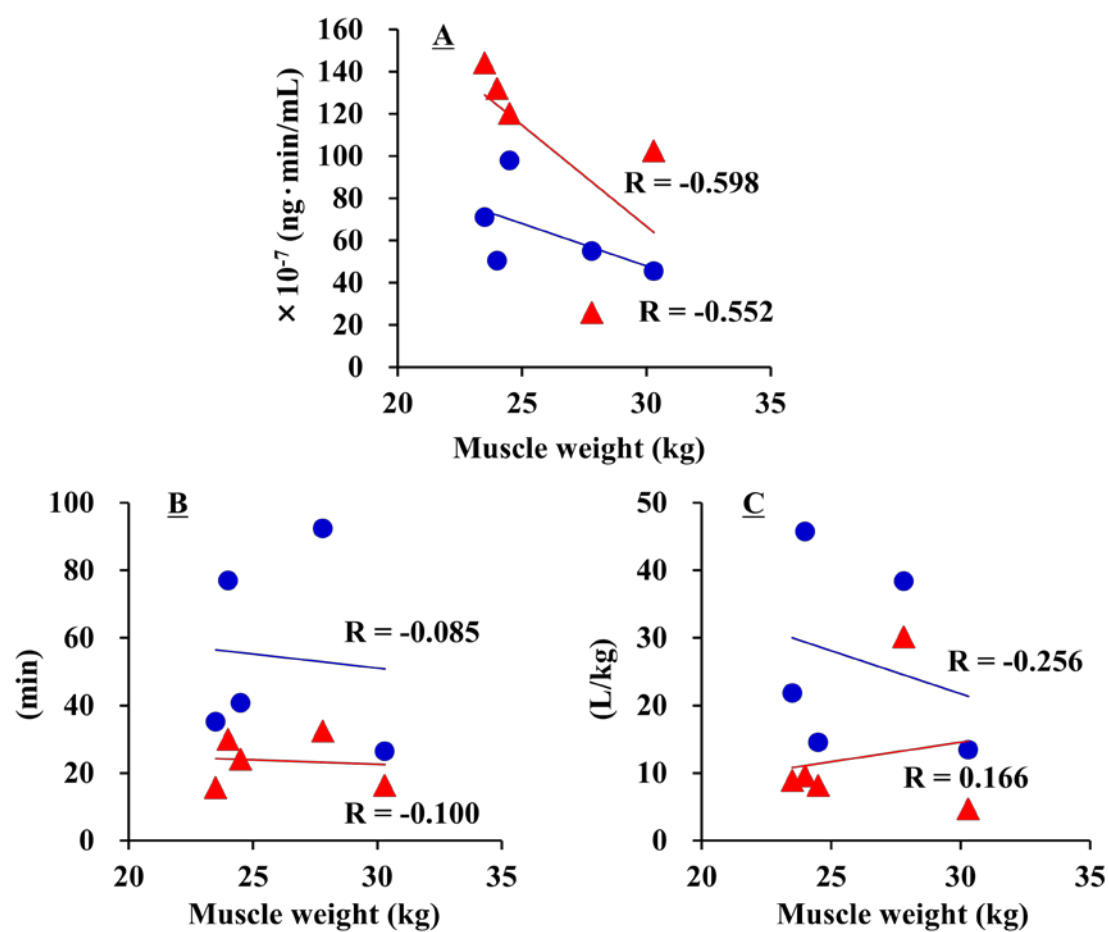 A
160
140
120
100
80
60
40
20
0
× 10⁻⁷ (ng·min/mL)
R = -0.598
R = -0.552
20 25 30 35
Muscle weight (kg)
B
100
80
60
40
20
0
(min)
R = -0.085
R = -0.100
20 25 30 35
Muscle weight (kg)
C
50
40
30
20
10
0
(L/kg)
R = -0.256
R = 0.166
20 25 30 35
Muscle weight (kg)